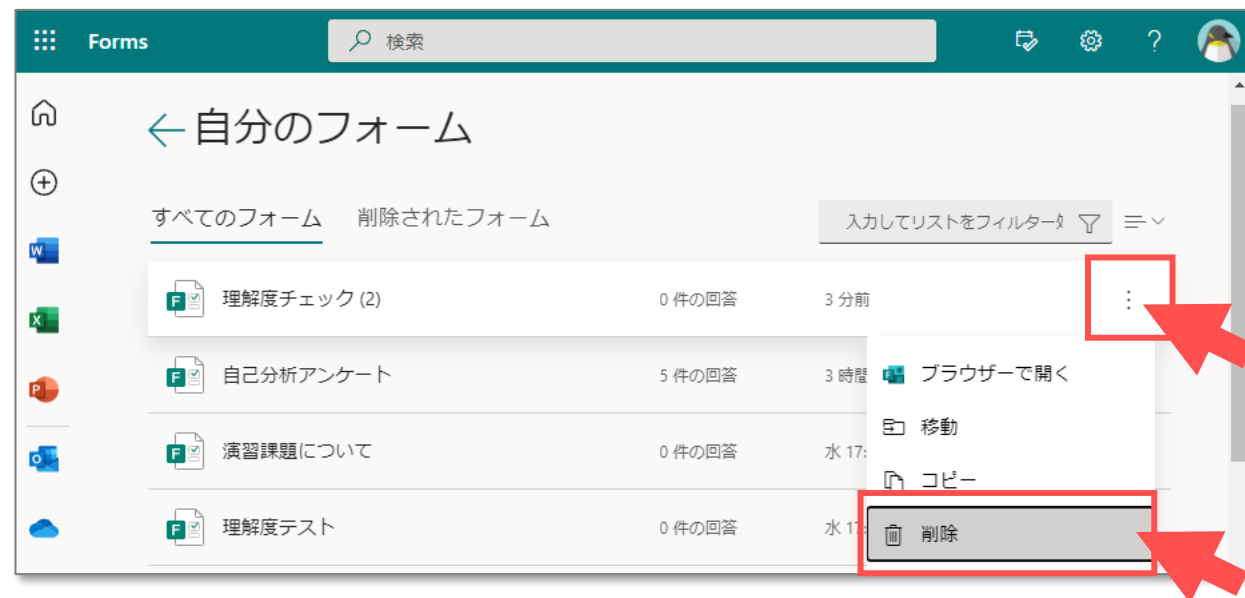 Forms 検索
自分のフォーム
すべてのフォーム 削除されたフォーム 入力してリストをフィルター
理解度チェック (2) 0 件の回答 3 分前
自己分析アンケート 5 件の回答 3 時間
ブラウザーで開く
移動
演習課題について 0 件の回答 水 17:
コピー
理解度テスト 0 件の回答 水 17:
削除